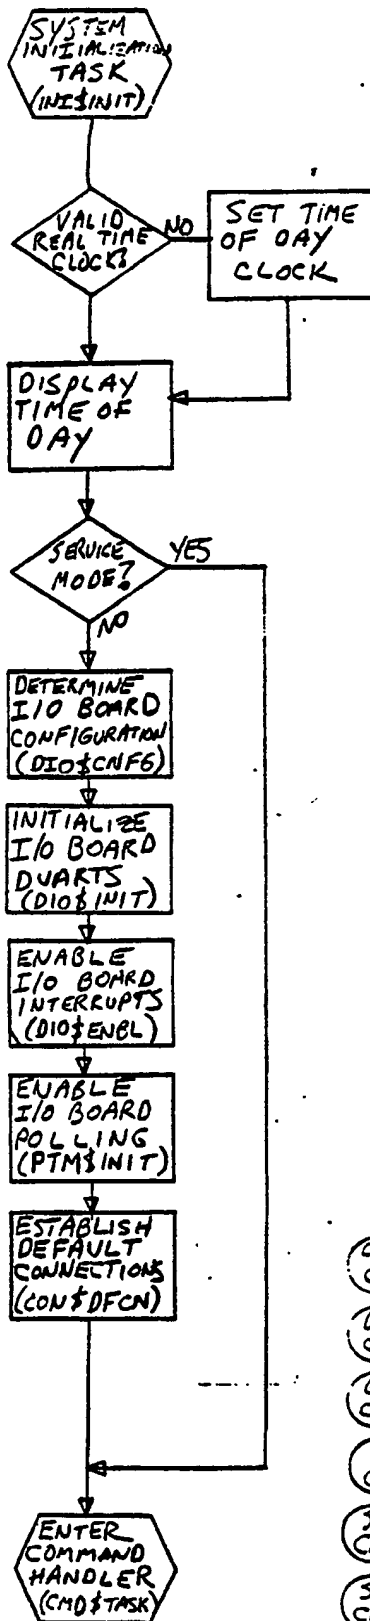 SYSTEM
INITIALIZATION
TASK
(INI$INIT)
VALID
REAL TIME
CLOCK?
NO
SET TIME
OF DAY
CLOCK
DISPLAY
TIME OF
DAY
SERVICE
MODE?
YES
NO
DETERMINE
I/O BOARD
CONFIGURATION
(DIO$CNFG)
INITIALIZE
I/O BOARD
DUARTS
(DIO$INIT)
ENABLE
I/O BOARD
INTERRUPTS
(DIO$ENBL)
ENABLE
I/O BOARD
POLLING
(PTM$INIT)
ESTABLISH
DEFAULT
CONNECTIONS
(CON$DFCN)
ENTER
COMMAND
HANDLER
(CMD$TASK)